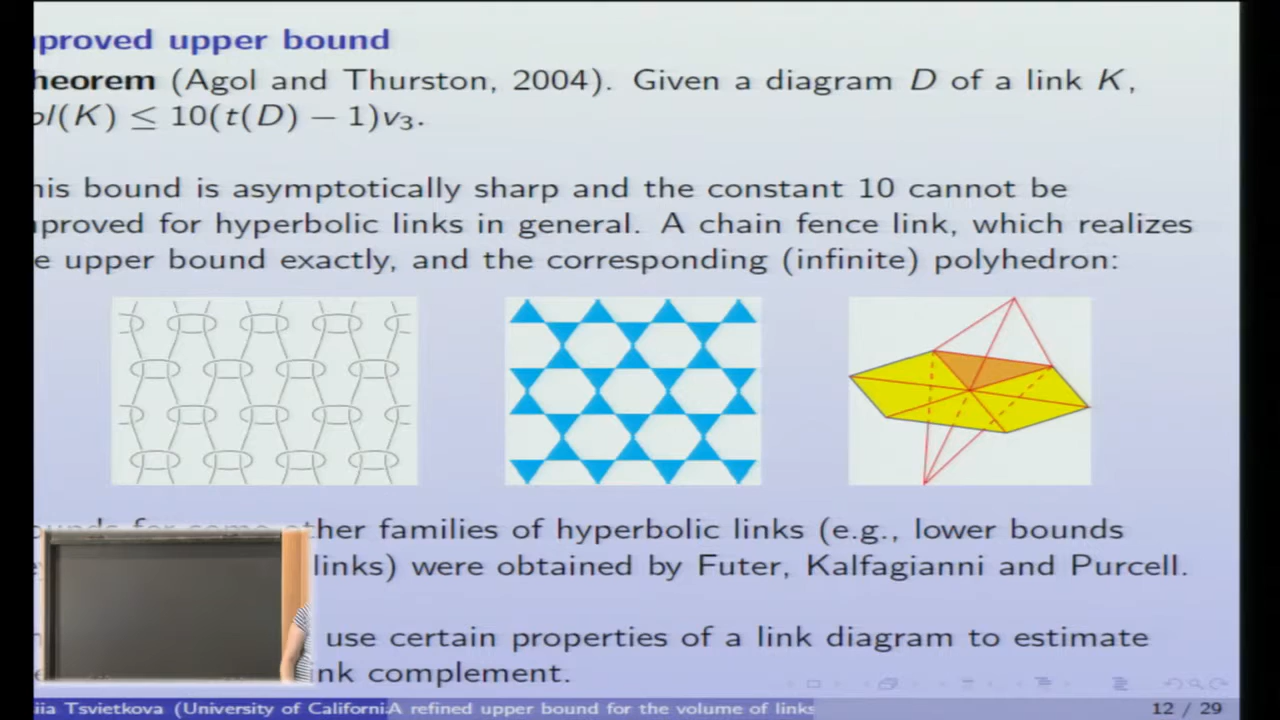 proved upper bound
heorem (Agol and Thurston, 2004). Given a diagram D of a link K,
ol(K) ≤ 10(t(D) − 1)v₃.
his bound is asymptotically sharp and the constant 10 cannot be
proved for hyperbolic links in general. A chain fence link, which realizes
e upper bound exactly, and the corresponding (infinite) polyhedron:
other families of hyperbolic links (e.g., lower bounds
links) were obtained by Futer, Kalfagianni and Purcell.
use certain properties of a link diagram to estimate
nk complement.
iia Tsvietkova (University of Californi A refined upper bound for the volume of links 12 / 29